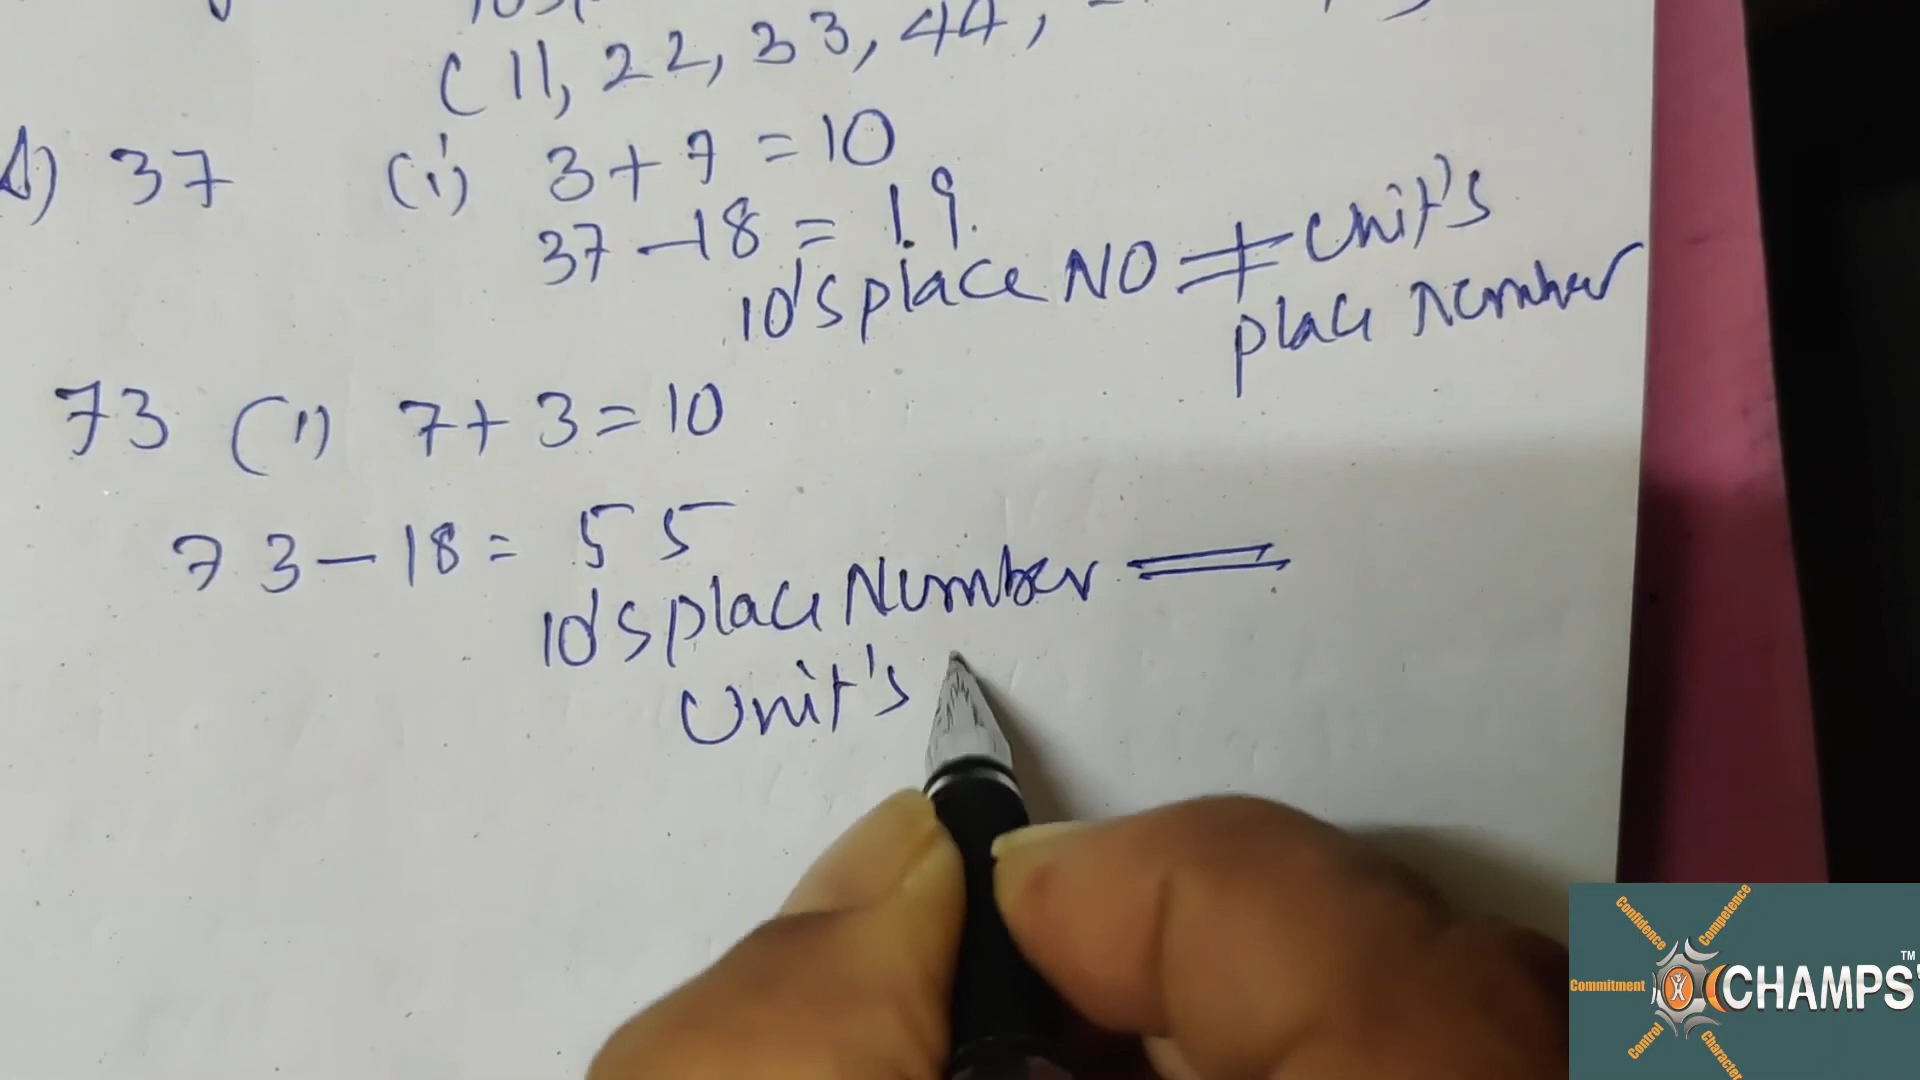 (11, 22, 33, 44,
A) 37 (i) 3 + 7 = 10
37 - 18 = 19
10's place NO ≠ Unit's
place Number
73 (i) 7 + 3 = 10
73 - 18 = 55
10's place Number =
Unit's
Confidence
Competence
Commitment
CHAMPS
TM
Control
Character